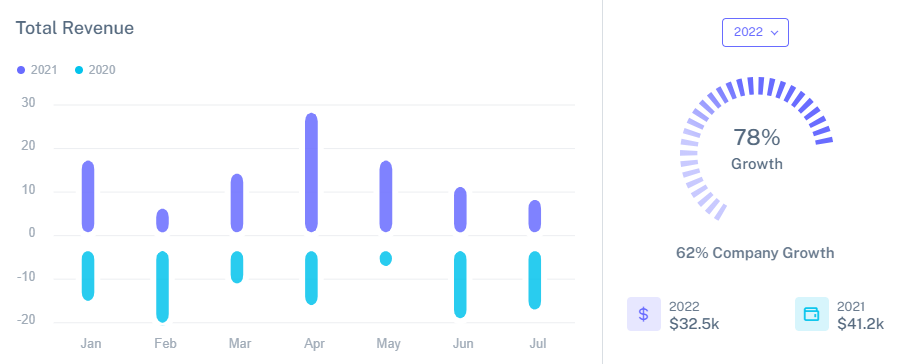 Total Revenue
2021 2020
30
20
10
0
-10
-20
Jan Feb Mar Apr May Jun Jul
2022
78%
Growth
62% Company Growth
$
2022
$32.5k
2021
$41.2k